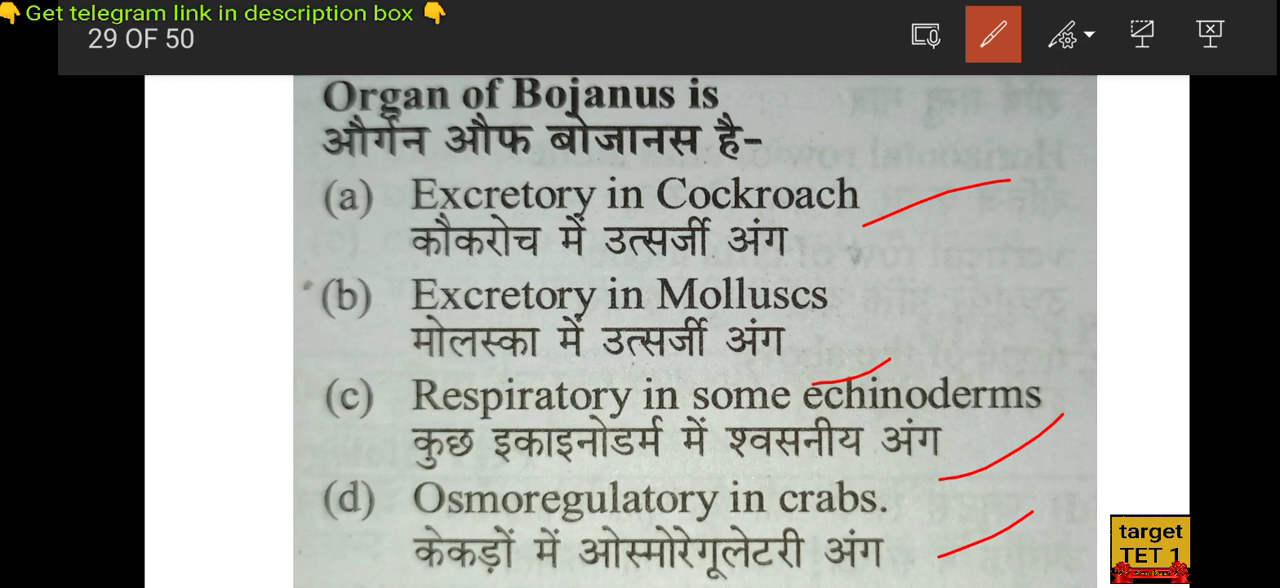 👇 Get telegram link in description box 👇
29 OF 50
Organ of Bojanus is
और्गन औफ बोजानस है-
(a) Excretory in Cockroach
कौकरोच में उत्सर्जी अंग
(b) Excretory in Molluscs
मोलस्का में उत्सर्जी अंग
(c) Respiratory in some echinoderms
कुछ इकाइनोडर्म में श्वसनीय अंग
(d) Osmoregulatory in crabs.
केकड़ों में ओस्मोरेगूलेटरी अंग
target
TET 1